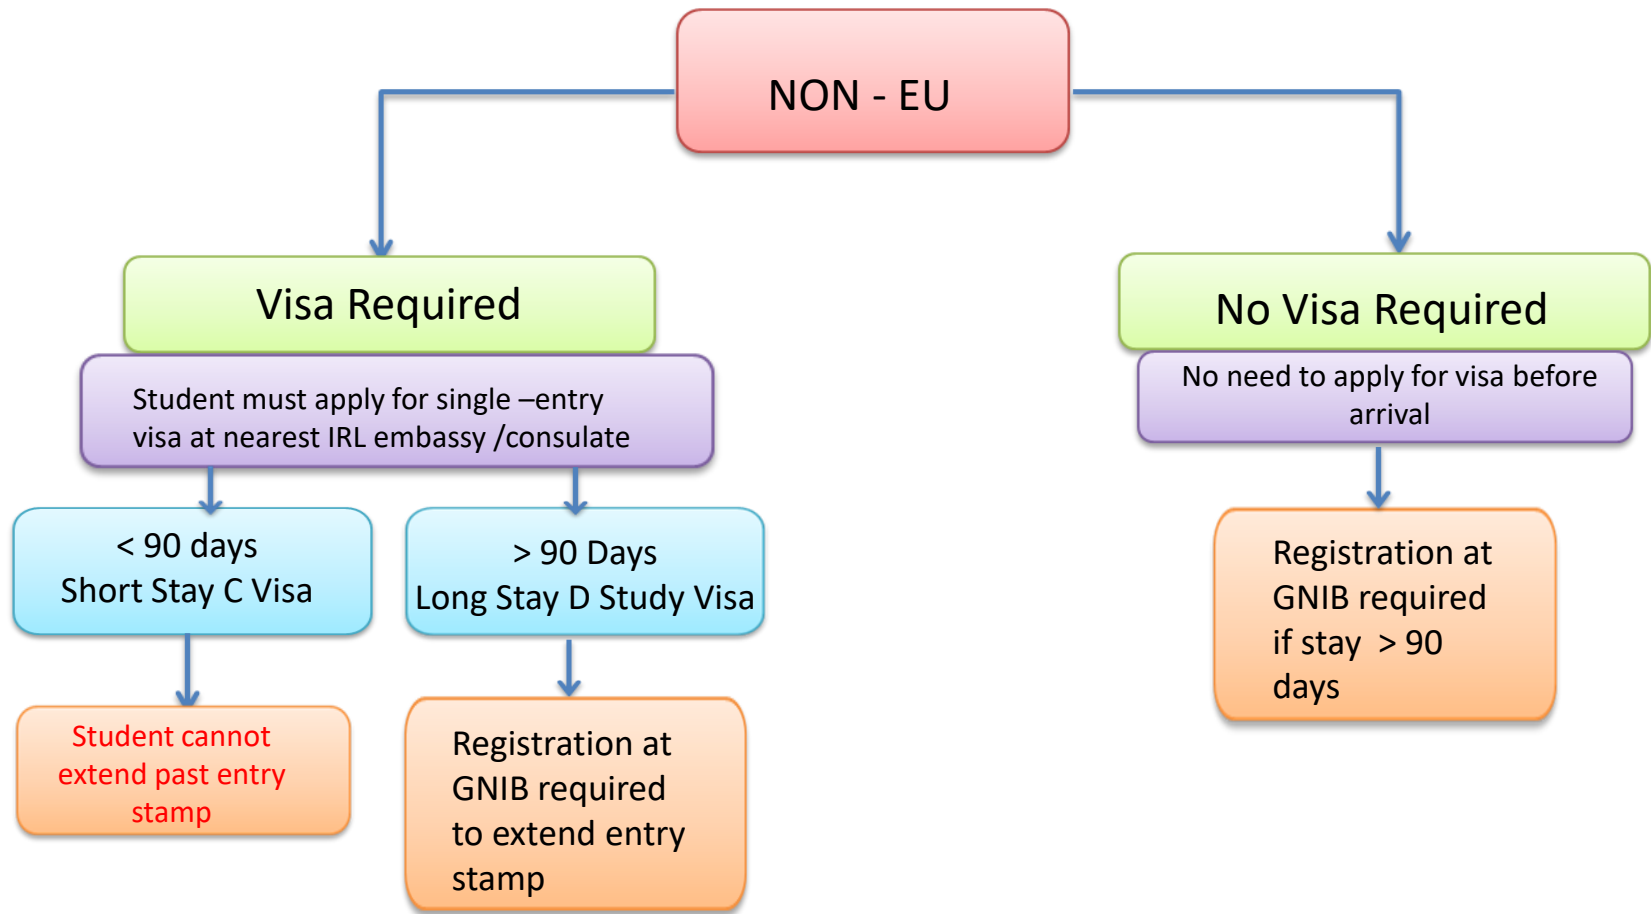 NON - EU
Visa Required
Student must apply for single –entry
visa at nearest IRL embassy /consulate
< 90 days
Short Stay C Visa
Student cannot
extend past entry
stamp
> 90 Days
Long Stay D Study Visa
Registration at
GNIB required
to extend entry
stamp
No Visa Required
No need to apply for visa before
arrival
Registration at
GNIB required
if stay  > 90
days